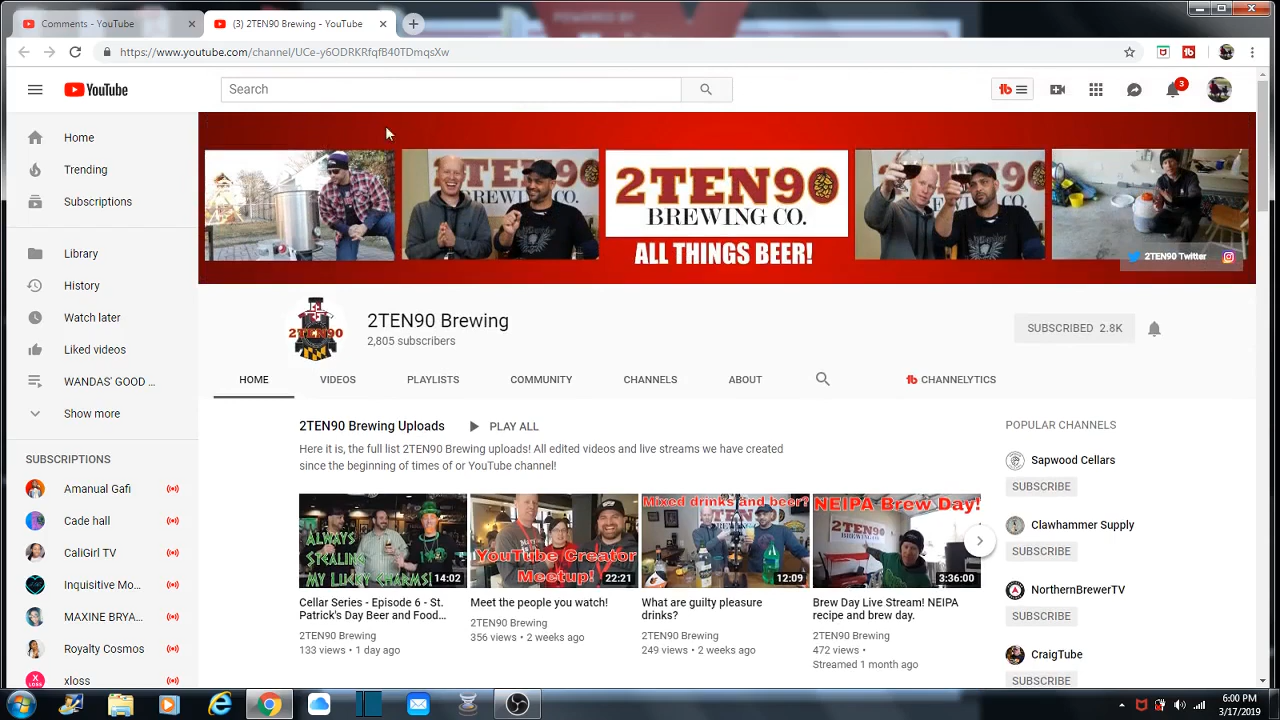 Comments - YouTube
(3) 2TEN90 Brewing - YouTube
https://www.youtube.com/channel/UCe-y6ODRKRfqfB40TDmqsXw
YouTube
Search
3
Home
Trending
Subscriptions
Library
History
Watch later
Liked videos
WANDAS' GOOD ...
Show more
SUBSCRIPTIONS
Amanual Gafi
Cade hall
CaliGirl TV
Inquisitive Mo...
MAXINE BRYA...
Royalty Cosmos
xloss
2TEN90
BREWING CO.
ALL THINGS BEER!
2TEN90 Twitter
2TEN90
2TEN90 Brewing
2,805 subscribers
SUBSCRIBED 2.8K
HOME
VIDEOS
PLAYLISTS
COMMUNITY
CHANNELS
ABOUT
CHANNELYTICS
2TEN90 Brewing Uploads
PLAY ALL
Here it is, the full list 2TEN90 Brewing uploads! All edited videos and live streams we have created
since the beginning of times of or YouTube channel!
ALWAYS
STEALING
MY LUCKY CHARMS!
14:02
Cellar Series - Episode 6 - St.
Patrick's Day Beer and Food...
2TEN90 Brewing
133 views • 1 day ago
YouTube Creator
Meetup!
22:21
Meet the people you watch!
2TEN90 Brewing
356 views • 2 weeks ago
Mixed drinks and beer?
12:09
What are guilty pleasure
drinks?
2TEN90 Brewing
249 views • 2 weeks ago
NEIPA Brew Day!
3:36:00
Brew Day Live Stream! NEIPA
recipe and brew day.
2TEN90 Brewing
472 views •
Streamed 1 month ago
POPULAR CHANNELS
Sapwood Cellars
SUBSCRIBE
Clawhammer Supply
SUBSCRIBE
NorthernBrewerTV
SUBSCRIBE
CraigTube
SUBSCRIBE
6:00 PM
3/17/2019